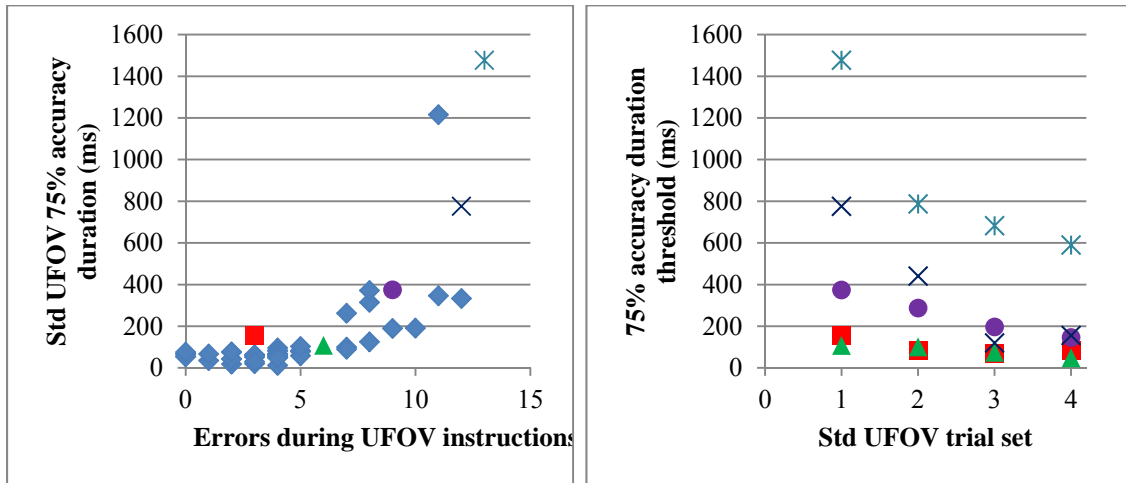 Std UFOV 75% accuracy
duration (ms)
1600
1400
1200
1000
800
600
400
200
0
0 5 10 15
Errors during UFOV instructions
75% accuracy duration
threshold (ms)
1600
1400
1200
1000
800
600
400
200
0
0 1 2 3 4
Std UFOV trial set